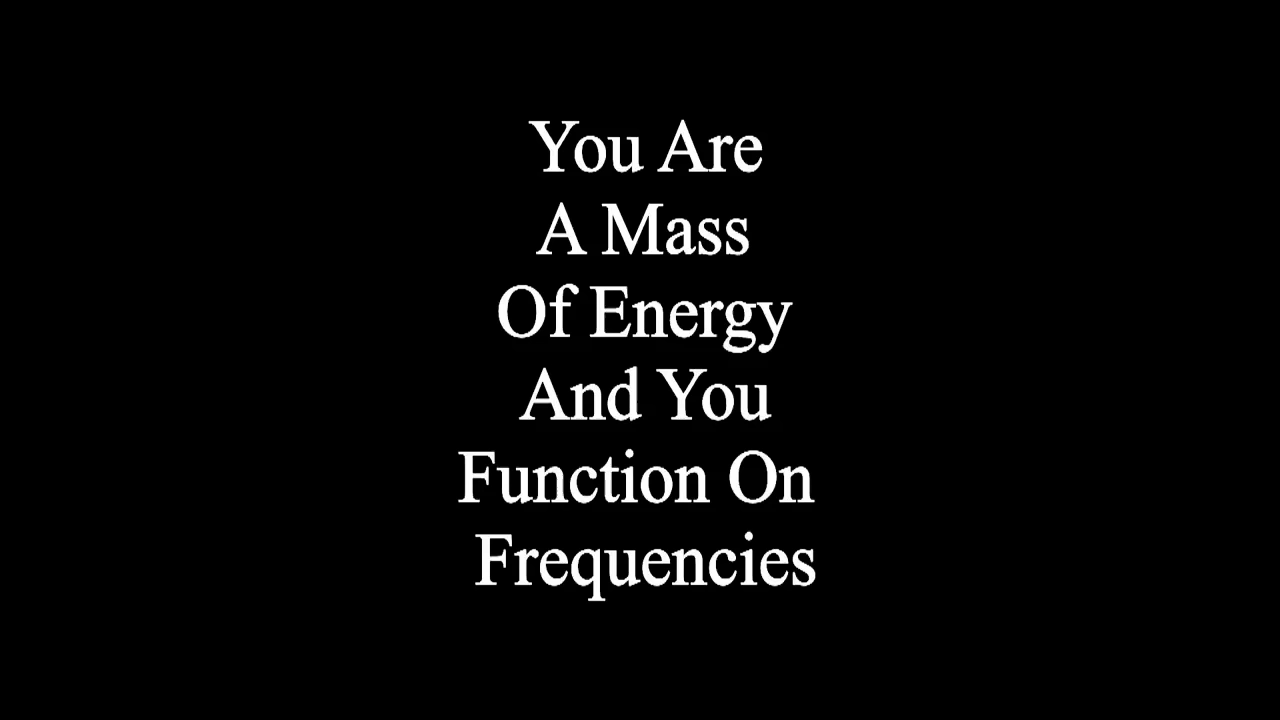 You Are
A Mass
Of Energy
And You
Function On
Frequencies